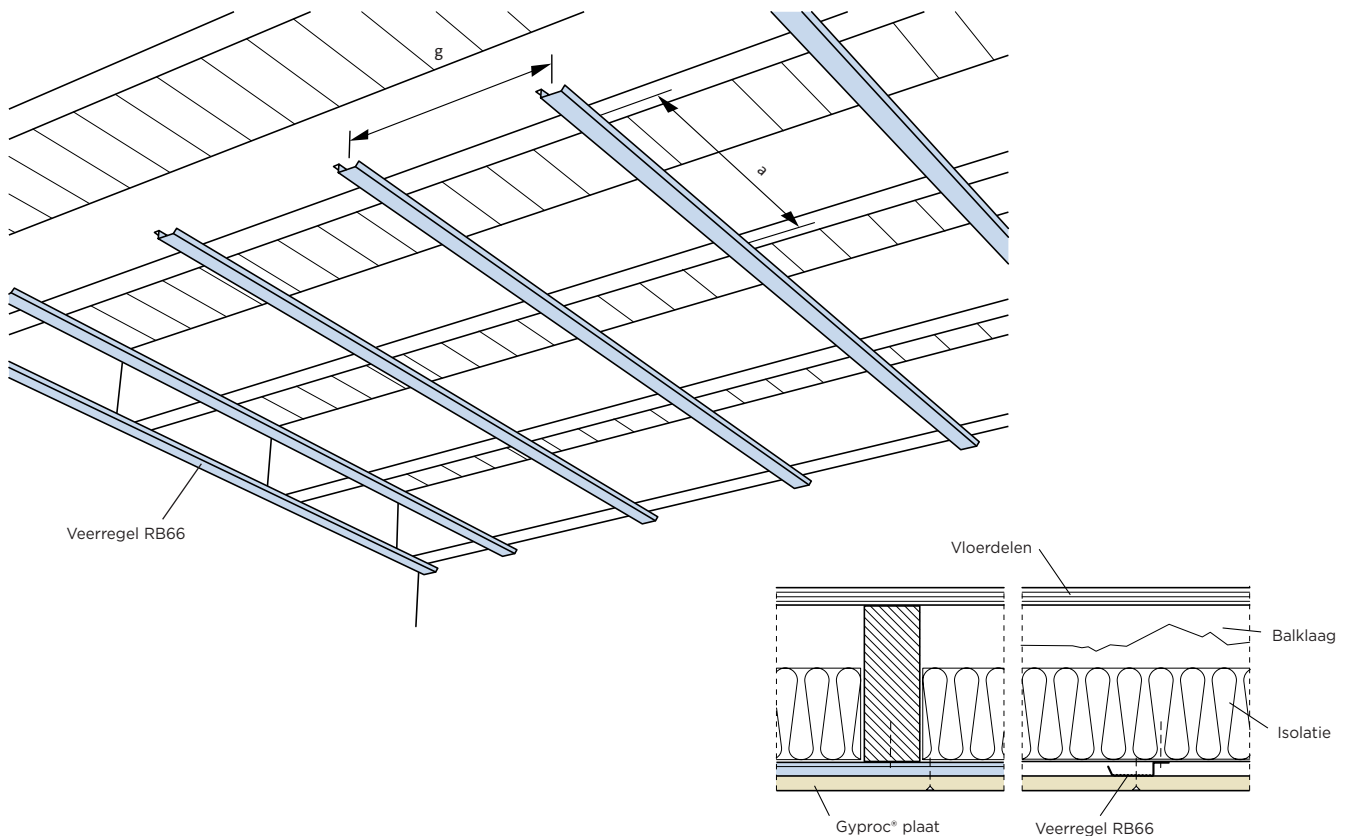 g
a
Veerregel RB66
Vloerdelen
Balklaag
Isolatie
Gyproc® plaat
Veerregel RB66